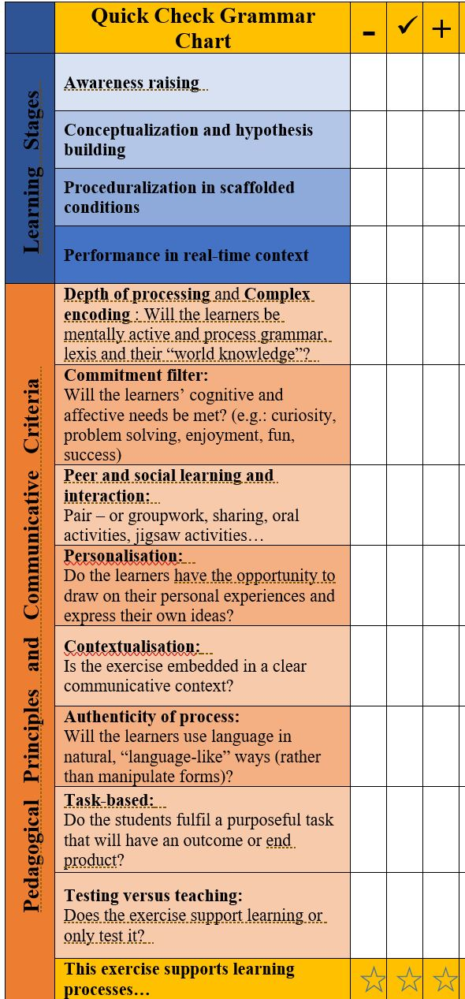 Quick Check Grammar
Chart
- ✓ +
Learning Stages
Awareness raising
Conceptualization and hypothesis
building
Proceduralization in scaffolded
conditions
Performance in real-time context
Pedagogical Principles and Communicative Criteria
Depth of processing and Complex
encoding : Will the learners be
mentally active and process grammar,
lexis and their “world knowledge”?
Commitment filter:
Will the learners’ cognitive and
affective needs be met? (e.g.: curiosity,
problem solving, enjoyment, fun,
success)
Peer and social learning and
interaction:
Pair – or groupwork, sharing, oral
activities, jigsaw activities…
Personalisation:
Do the learners have the opportunity to
draw on their personal experiences and
express their own ideas?
Contextualisation:
Is the exercise embedded in a clear
communicative context?
Authenticity of process:
Will the learners use language in
natural, “language-like” ways (rather
than manipulate forms)?
Task-based:
Do the students fulfil a purposeful task
that will have an outcome or end
product?
Testing versus teaching:
Does the exercise support learning or
only test it?
This exercise supports learning
processes…